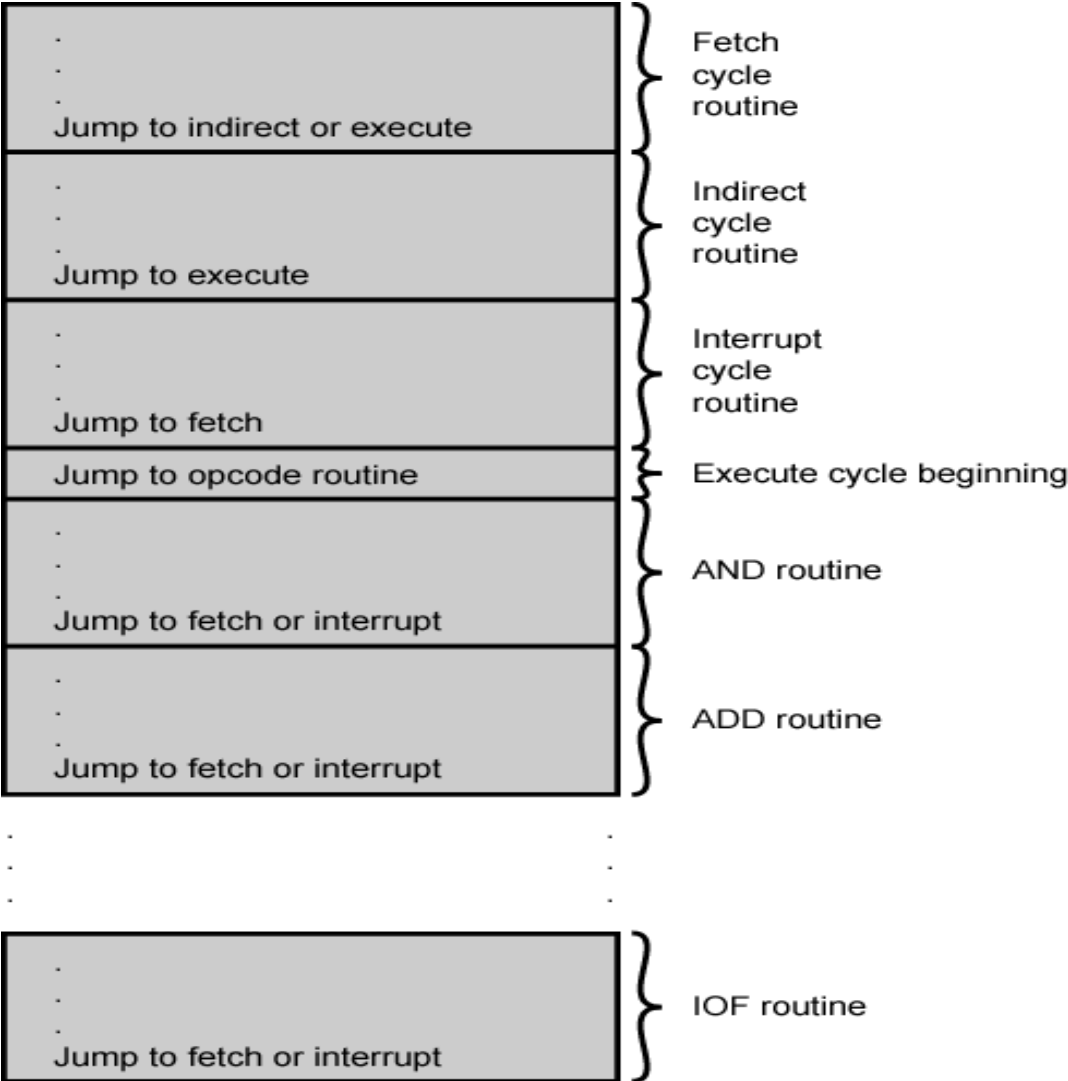 .
.
.
Jump to indirect or execute
Fetch
cycle
routine
.
.
.
Jump to execute
Indirect
cycle
routine
.
.
.
Jump to fetch
Interrupt
cycle
routine
Jump to opcode routine
Execute cycle beginning
.
.
.
Jump to fetch or interrupt
AND routine
.
.
.
Jump to fetch or interrupt
ADD routine
. .
. .
. .
.
.
.
Jump to fetch or interrupt
IOF routine